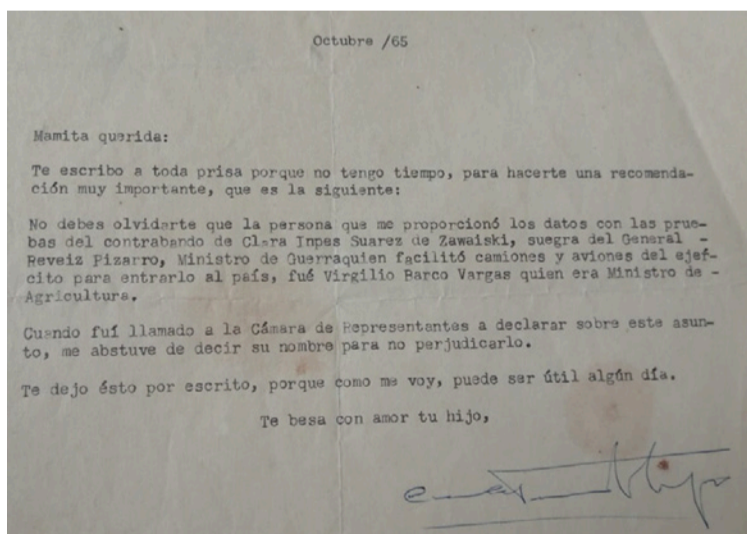 Octubre /65
Mamita querida:
Te escribo a toda prisa porque no tengo tiempo, para hacerte una recomenda-
ción muy importante, que es la siguiente:
No debes olvidarte que la persona que me proporcionó los datos con las prue-
bas del contrabando de Clara Inpes Suarez de Zawaiski, suegra del General -
Reveiz Pizarro, Ministro de Guerraquien facilitó camiones y aviones del ejér-
cito para entrarlo al país, fué Virgilio Barco Vargas quien era Ministro de -
Agricultura.
Cuando fuí llamado a la Cámara de Representantes a declarar sobre este asun-
to, me abstuve de decir su nombre para no perjudicarlo.
Te dejo ésto por escrito, porque como me voy, puede ser útil algún día.
Te besa con amor tu hijo,